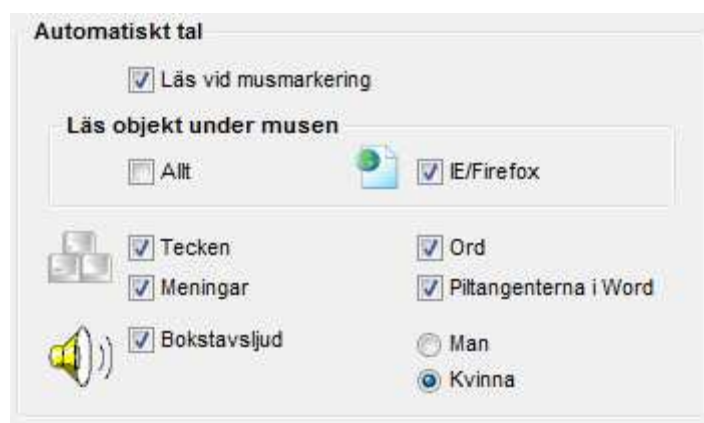 Automatiskt tal
Läs vid musmarkering
Läs objekt under musen
Allt
IE/Firefox
Tecken
Ord
Meningar
Piltangenterna i Word
Bokstavsljud
Man
Kvinna